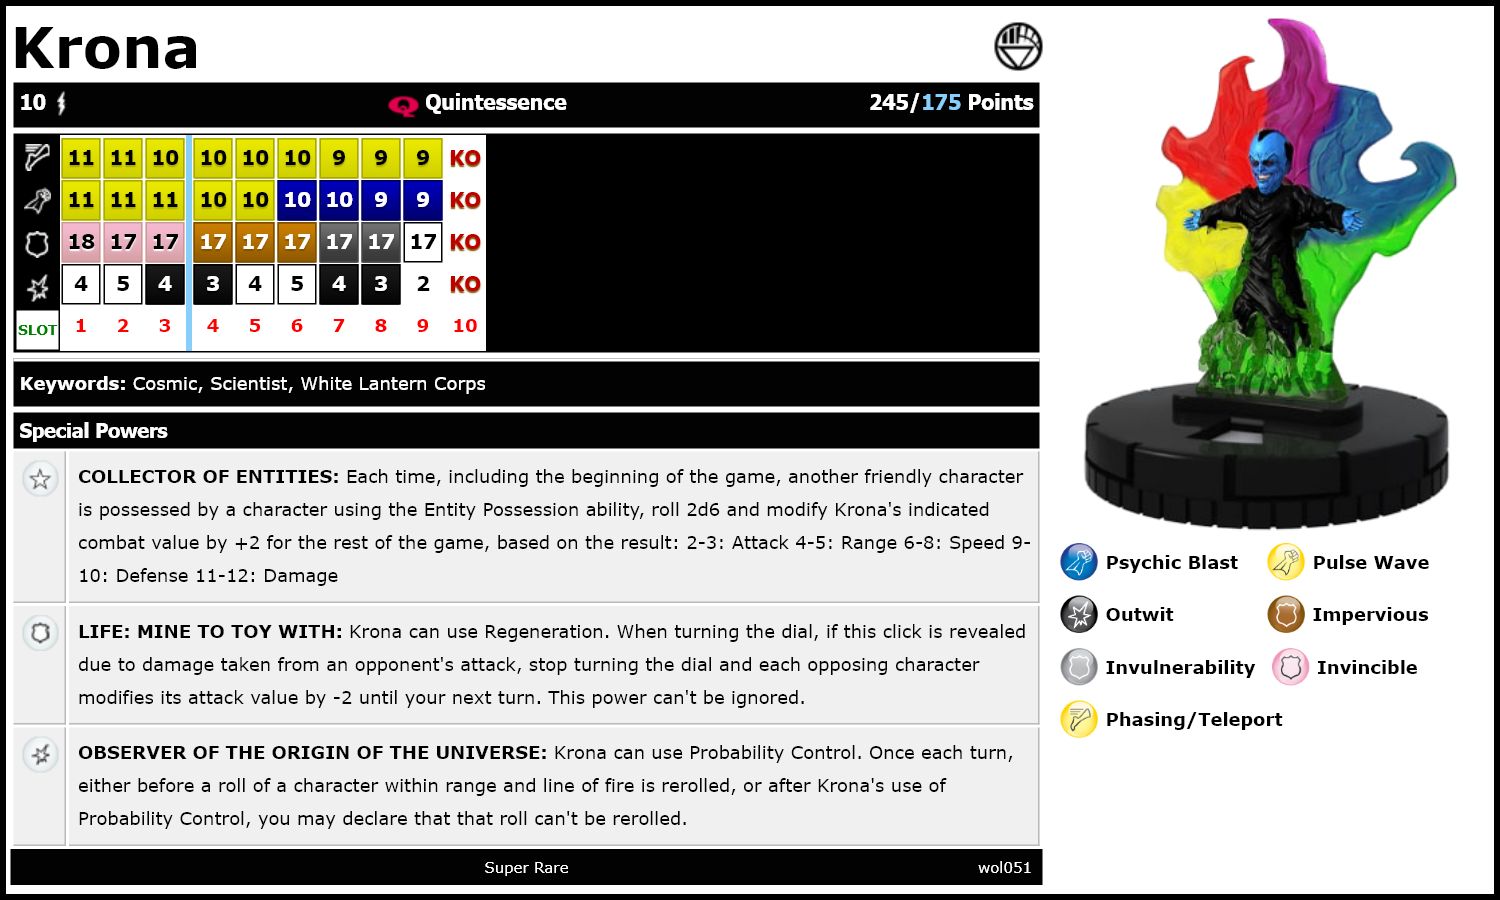 Krona
10 Quintessence 245/175 Points
11 11 10 10 10 10 9 9 9 KO
11 11 11 10 10 10 10 9 9 KO
18 17 17 17 17 17 17 17 17 KO
4 5 4 3 4 5 4 3 2 KO
SLOT 1 2 3 4 5 6 7 8 9 10
Keywords: Cosmic, Scientist, White Lantern Corps
Special Powers
COLLECTOR OF ENTITIES: Each time, including the beginning of the game, another friendly character
is possessed by a character using the Entity Possession ability, roll 2d6 and modify Krona's indicated
combat value by +2 for the rest of the game, based on the result: 2-3: Attack 4-5: Range 6-8: Speed 9-
10: Defense 11-12: Damage
LIFE: MINE TO TOY WITH: Krona can use Regeneration. When turning the dial, if this click is revealed
due to damage taken from an opponent's attack, stop turning the dial and each opposing character
modifies its attack value by -2 until your next turn. This power can't be ignored.
OBSERVER OF THE ORIGIN OF THE UNIVERSE: Krona can use Probability Control. Once each turn,
either before a roll of a character within range and line of fire is rerolled, or after Krona's use of
Probability Control, you may declare that that roll can't be rerolled.
Super Rare wol051
Psychic Blast Pulse Wave
Outwit Impervious
Invulnerability Invincible
Phasing/Teleport